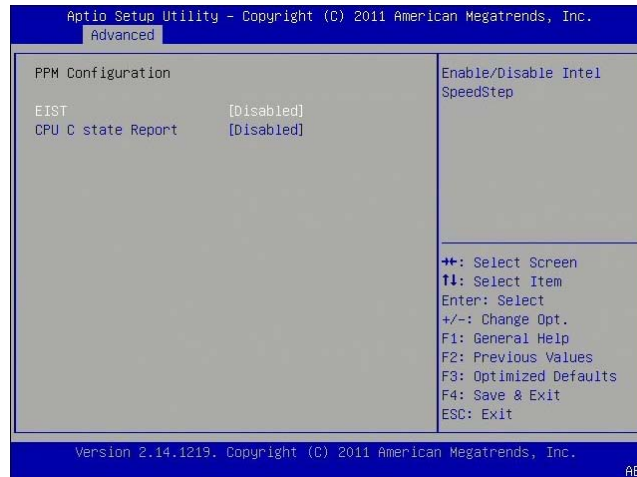 Aptio Setup Utility – Copyright (C) 2011 American Megatrends, Inc.
Advanced
PPM Configuration
EIST [Disabled]
CPU C state Report [Disabled]
Enable/Disable Intel
SpeedStep
→←: Select Screen
↑↓: Select Item
Enter: Select
+/-: Change Opt.
F1: General Help
F2: Previous Values
F3: Optimized Defaults
F4: Save & Exit
ESC: Exit
Version 2.14.1219. Copyright (C) 2011 American Megatrends, Inc.
AB